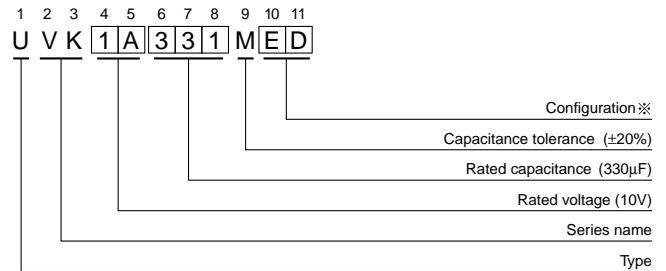 1 2 3 4 5 6 7 8 9 10 11
U V K 1 A 3 3 1 M E D
Configuration※
Capacitance tolerance (±20%)
Rated capacitance (330µF)
Rated voltage (10V)
Series name
Type